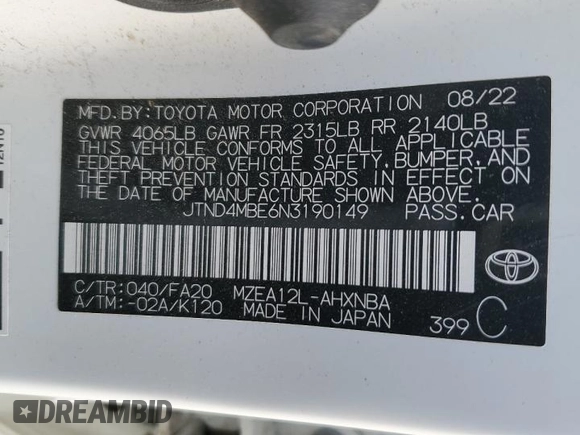 MFD.BY:TOYOTA MOTOR CORPORATION 08/22
GVWR 4065LB GAWR FR 2315LB RR 2140LB
THIS VEHICLE CONFORMS TO ALL APPLICABLE
FEDERAL MOTOR VEHICLE SAFETY,BUMPER,AND
THEFT PREVENTION STANDARDS IN EFFECT ON
THE DATE OF MANUFACTURE SHOWN ABOVE.
JTND4MBE6N3190149 PASS.CAR
C/TR:040/FA20 MZEA12L-AHXNBA
A/TM:-02A/K120 MADE IN JAPAN 399 C
DREAMBID